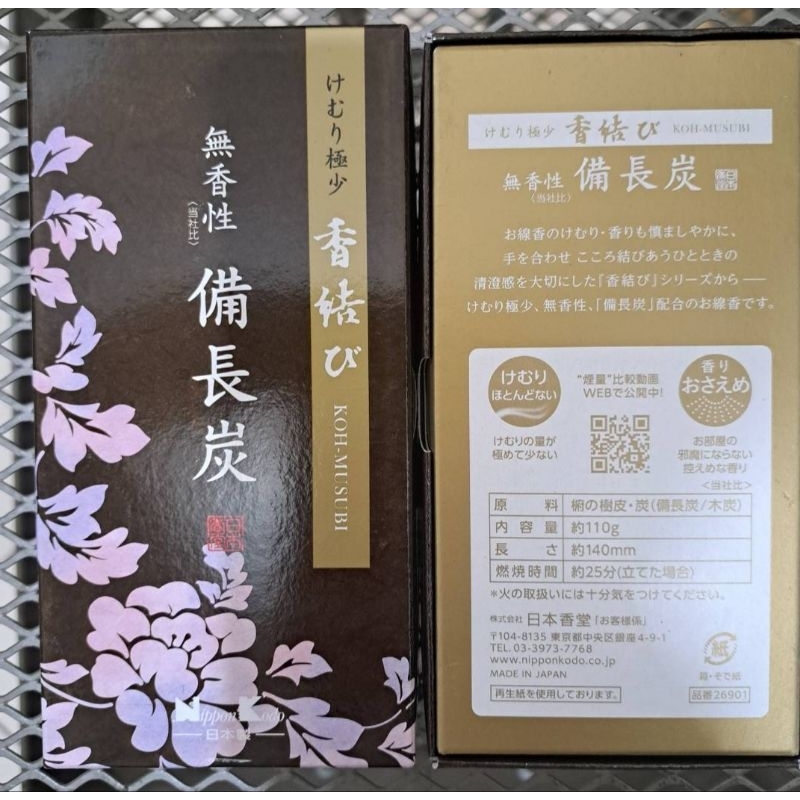 けむり極少 香結び KOH-MUSUBI
無香性
〈当社比〉
備長炭
Nippon Kodo
日本製
けむり極少 香結び KOH-MUSUBI
無香性 備長炭
〈当社比〉
お線香のけむり・香りも慎ましやかに、
手を合わせ こころ結びあうひとときの
清澄感を大切にした「香結び」シリーズから──
けむり極少、無香性、「備長炭」配合のお線香です。
けむり
ほとんどない
けむりの量が
極めて少ない
“煙量”比較動画
WEBで公開中!
香り
おさえめ
お部屋の
邪魔にならない
控えめな香り
〈当社比〉
原料 椨の樹皮・炭(備長炭/木炭)
内容量 約110g
長さ 約140mm
燃焼時間 約25分(立てた場合)
*火の取扱いには十分気をつけてください。
株式会社 日本香堂「お客様係」
〒104-8135 東京都中央区銀座4-9-1
TEL.03-3973-7768
www.nipponkodo.co.jp
MADE IN JAPAN
再生紙を使用しております。
紙
箱・そで紙
品番26901